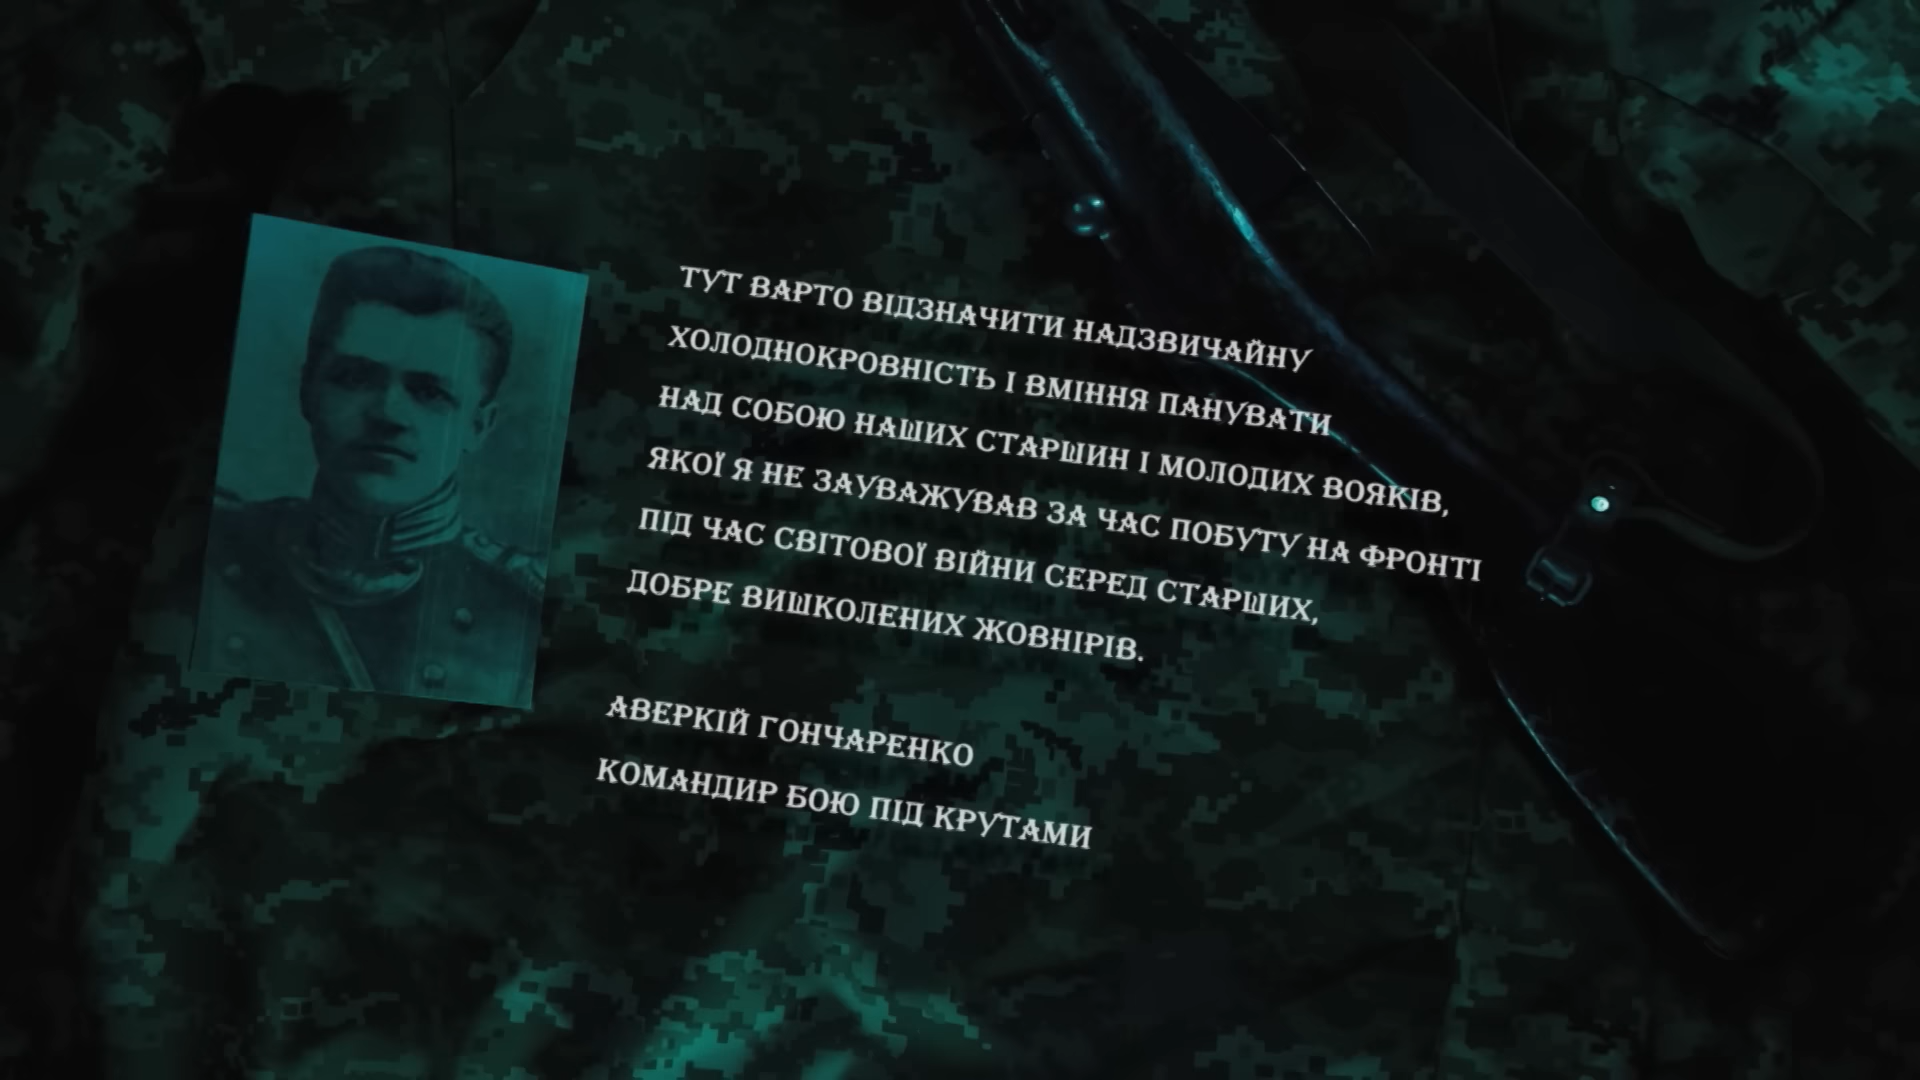 ТУТ ВАРТО ВІДЗНАЧИТИ НАДЗВИЧАЙНУ
ХОЛОДНОКРОВНІСТЬ І ВМІННЯ ПАНУВАТИ
НАД СОБОЮ НАШИХ СТАРШИН І МОЛОДИХ ВОЯКІВ,
ЯКОЇ Я НЕ ЗАУВАЖУВАВ ЗА ЧАС ПОБУТУ НА ФРОНТІ
ПІД ЧАС СВІТОВОЇ ВІЙНИ СЕРЕД СТАРШИХ,
ДОБРЕ ВИШКОЛЕНИХ ЖОВНІРІВ.
АВЕРКІЙ ГОНЧАРЕНКО
КОМАНДИР БОЮ ПІД КРУТАМИ